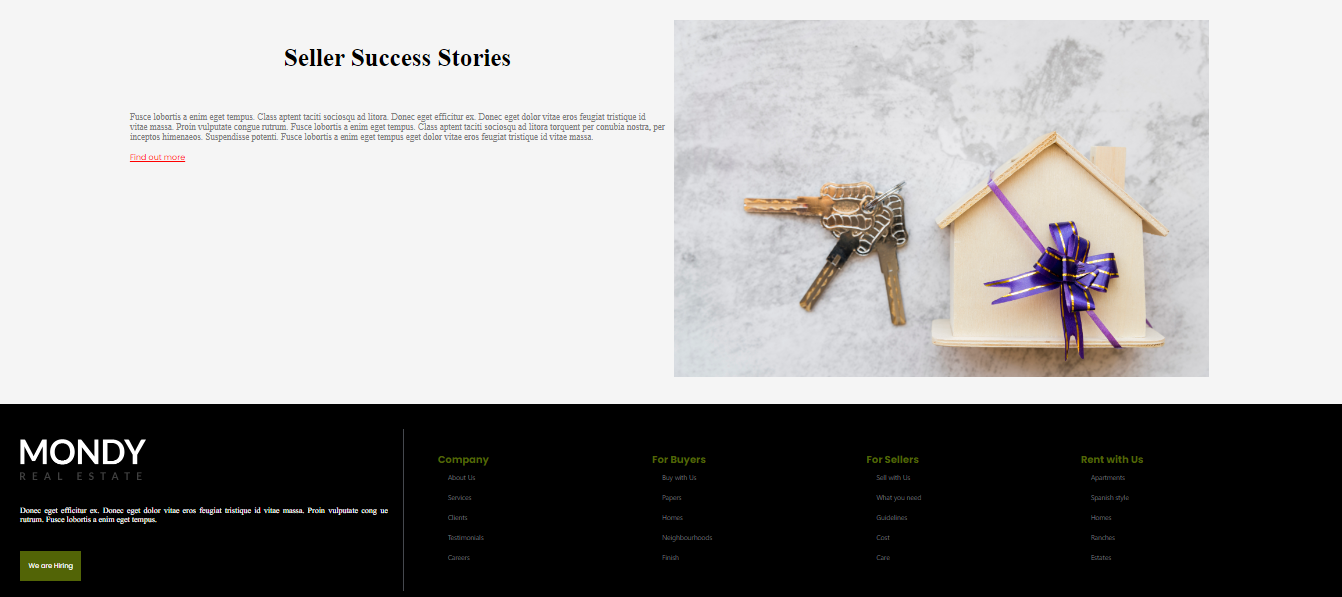 Seller Success Stories
Fusce lobortis a enim eget tempus. Class aptent taciti sociosqu ad litora. Donec eget efficitur ex. Donec eget dolor vitae eros feugiat tristique id
vitae massa. Proin vulputate congue rutrum. Fusce lobortis a enim eget tempus. Class aptent taciti sociosqu ad litora torquent per conubia nostra, per
inceptos himenaeos. Suspendisse potenti. Fusce lobortis a enim eget tempus eget dolor vitae eros feugiat tristique id vitae massa.
Find out more
MONDY
REAL ESTATE
Donec eget efficitur ex. Donec eget dolor vitae eros feugiat tristique id vitae massa. Proin vulputate cong ue
rutrum. Fusce lobortis a enim eget tempus.
We are Hiring
Company
About Us
Services
Clients
Testimonials
Careers
For Buyers
Buy with Us
Papers
Homes
Neighbourhoods
Finish
For Sellers
Sell with Us
What you need
Guidelines
Cost
Care
Rent with Us
Apartments
Spanish style
Homes
Ranches
Estates